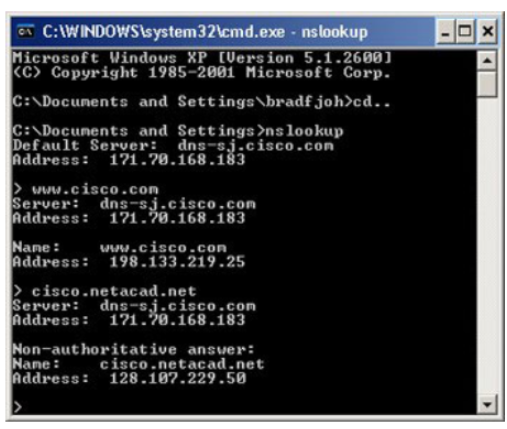 C:\WINDOWS\system32\cmd.exe - nslookup
Microsoft Windows XP [Version 5.1.2600]
(C) Copyright 1985-2001 Microsoft Corp.
C:\Documents and Settings\bradfjoh>cd..
C:\Documents and Settings>nslookup
Default Server:  dns-sj.cisco.com
Address:  171.70.168.183
> www.cisco.com
Server:  dns-sj.cisco.com
Address:  171.70.168.183
Name:    www.cisco.com
Address:  198.133.219.25
> cisco.netacad.net
Server:  dns-sj.cisco.com
Address:  171.70.168.183
Non-authoritative answer:
Name:    cisco.netacad.net
Address:  128.107.229.50
>